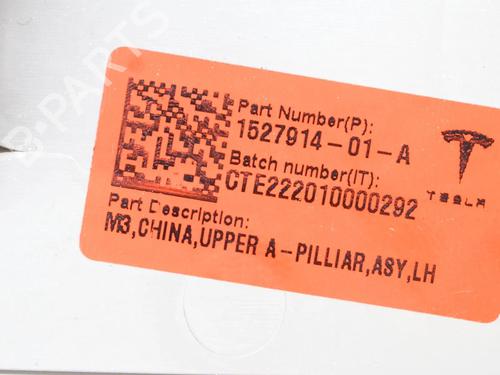 B-PARTS
Part Number(P):
1527914-01-A
Batch number(IT):
CTE222010000292
TESLA
Part Description:
M3,CHINA,UPPER A-PILLIAR,ASY,LH